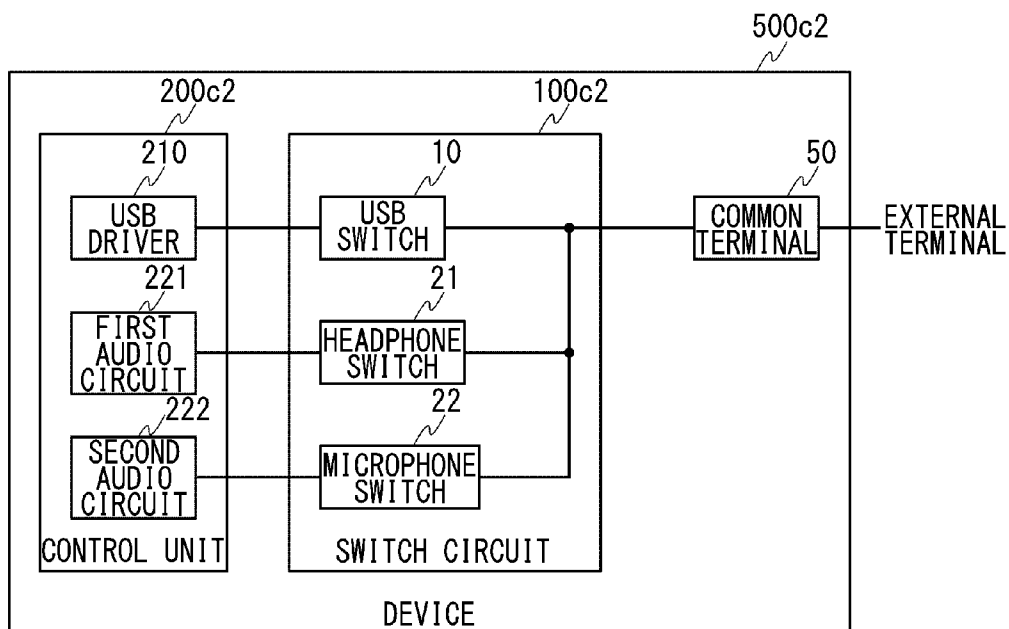 500c2
200c2
100c2
210
10
50
USB
DRIVER
USB
SWITCH
COMMON
TERMINAL
EXTERNAL
TERMINAL
221
21
FIRST
AUDIO
CIRCUIT
HEADPHONE
SWITCH
222
22
SECOND
AUDIO
CIRCUIT
MICROPHONE
SWITCH
CONTROL UNIT
SWITCH CIRCUIT
DEVICE